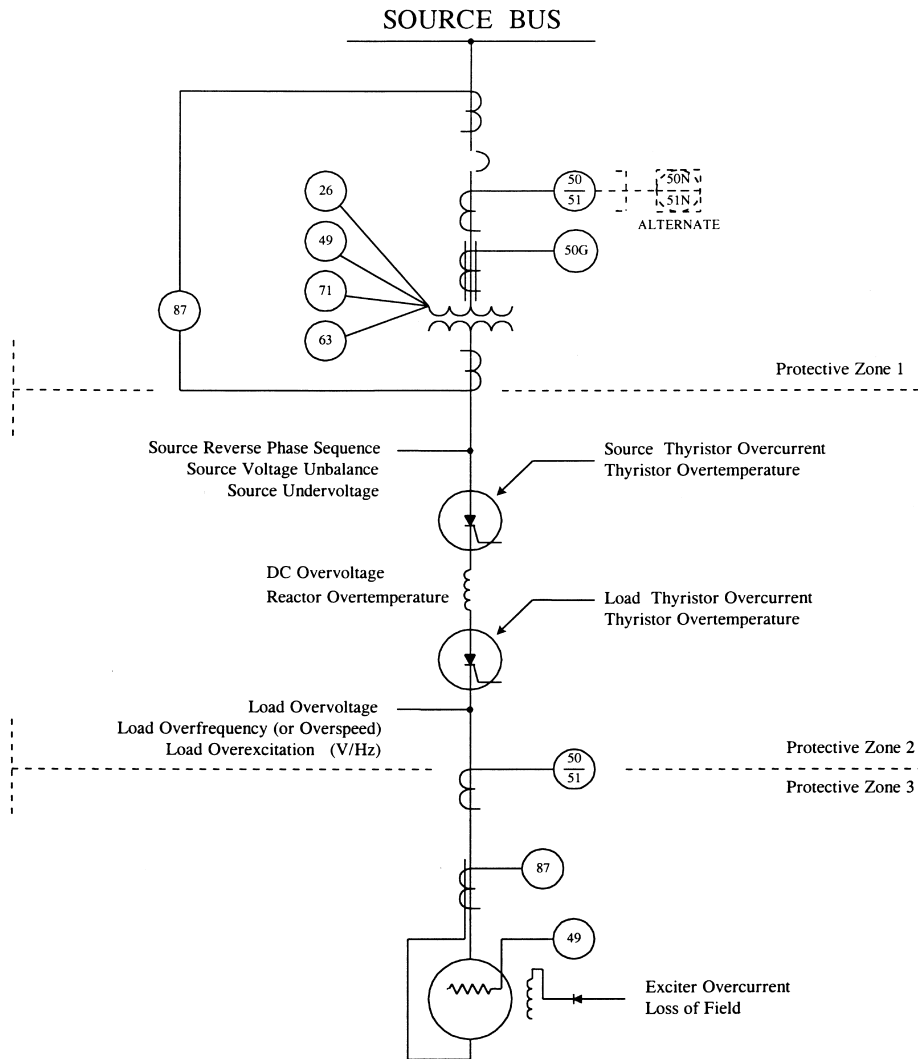 SOURCE BUS
26
50
51
50N
51N
ALTERNATE
49
50G
71
87
63
Protective Zone 1
Source Reverse Phase Sequence
Source Voltage Unbalance
Source Undervoltage
Source Thyristor Overcurrent
Thyristor Overtemperature
DC Overvoltage
Reactor Overtemperature
Load Thyristor Overcurrent
Thyristor Overtemperature
Load Overvoltage
Load Overfrequency (or Overspeed)
Load Overexcitation (V/Hz)
Protective Zone 2
50
51
Protective Zone 3
87
49
Exciter Overcurrent
Loss of Field